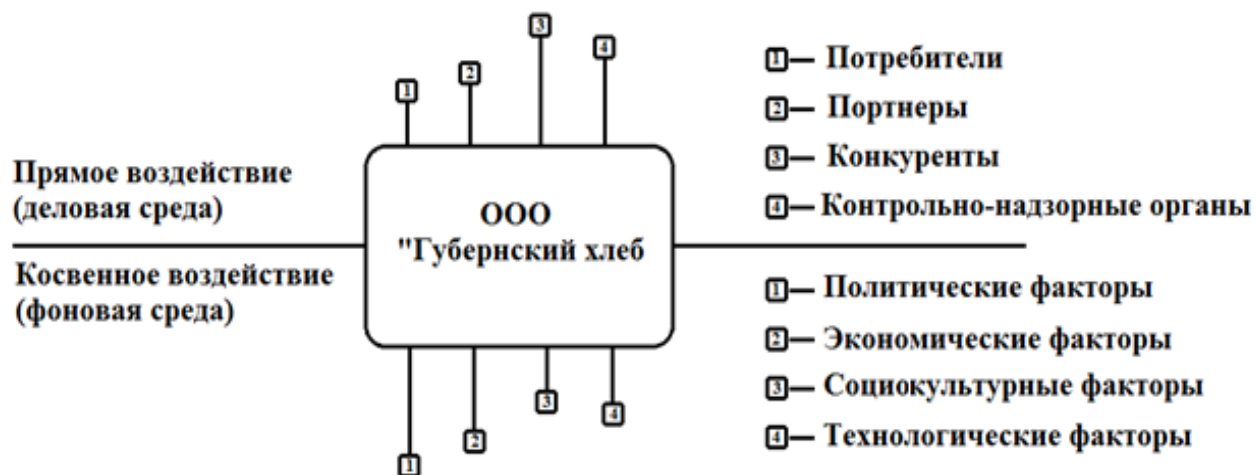 1
2
3
4
1 Потребители
2 Портнеры
3 Конкуренты
4 Контрольно-надзорные органы
Прямое воздействие
(деловая среда)
ООО
"Губернский хлеб
Косвенное воздействие
(фоновая среда)
1 Политические факторы
2 Экономические факторы
3 Социокультурные факторы
4 Технологические факторы
1
2
3
4